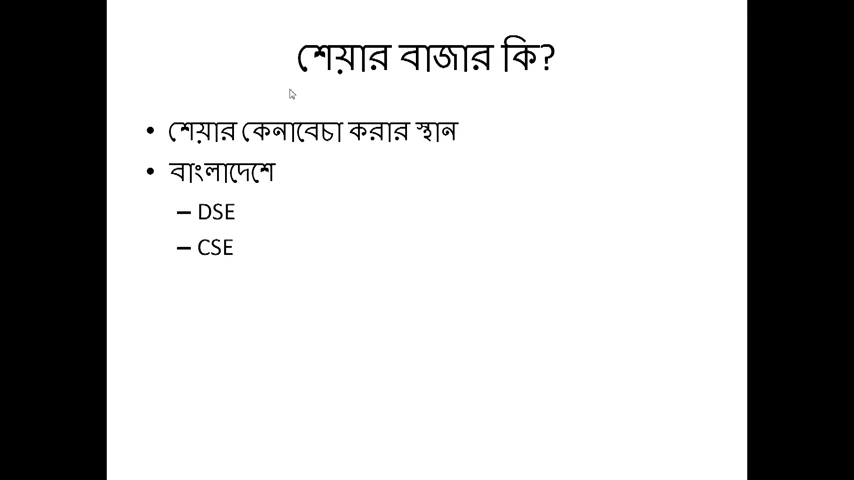 শেয়ার বাজার কি?
• শেয়ার কেনাবেচা করার স্থান
• বাংলাদেশে
– DSE
– CSE